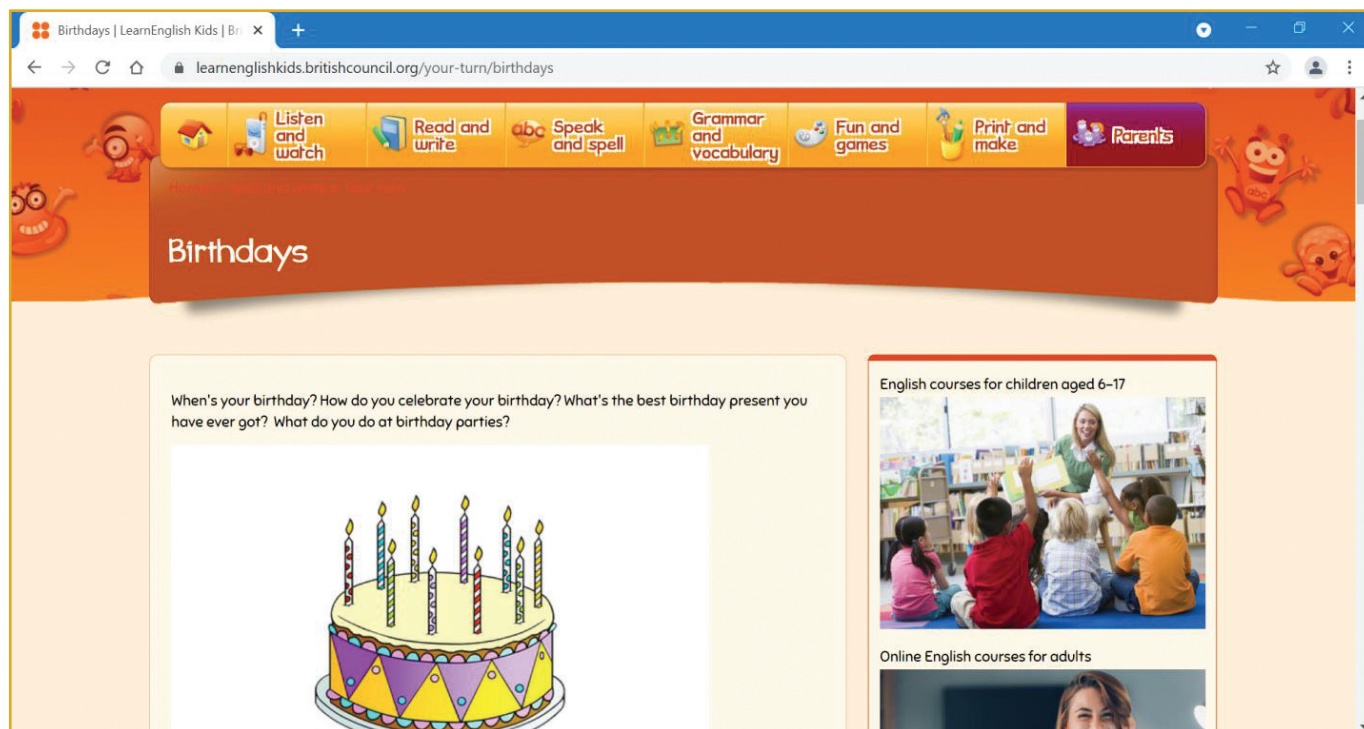 Birthdays | LearnEnglish Kids | Br
learnenglishkids.britishcouncil.org/your-turn/birthdays
Listen
and
watch
Read and
write
abc
Speak
and spell
Grammar
and
vocabulary
Fun and
games
Print and
make
Parents
abc
Birthdays
When's your birthday? How do you celebrate your birthday? What's the best birthday present you
have ever got? What do you do at birthday parties?
English courses for children aged 6–17
Online English courses for adults